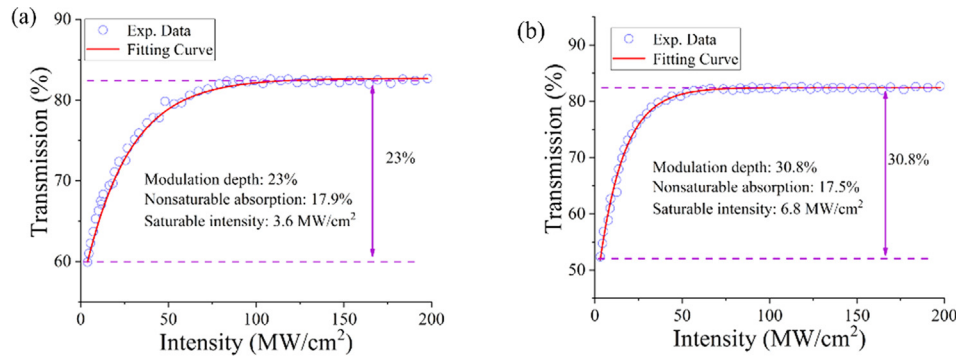 (a)
Exp. Data
Fitting Curve
Transmission (%)
90
80
70
60
23%
Modulation depth: 23%
Nonsaturable absorption: 17.9%
Saturable intensity: 3.6 MW/cm²
0 50 100 150 200
Intensity (MW/cm²)
(b)
Exp. Data
Fitting Curve
Transmission (%)
90
80
70
60
50
30.8%
Modulation depth: 30.8%
Nonsaturable absorption: 17.5%
Saturable intensity: 6.8 MW/cm²
0 50 100 150 200
Intensity (MW/cm²)